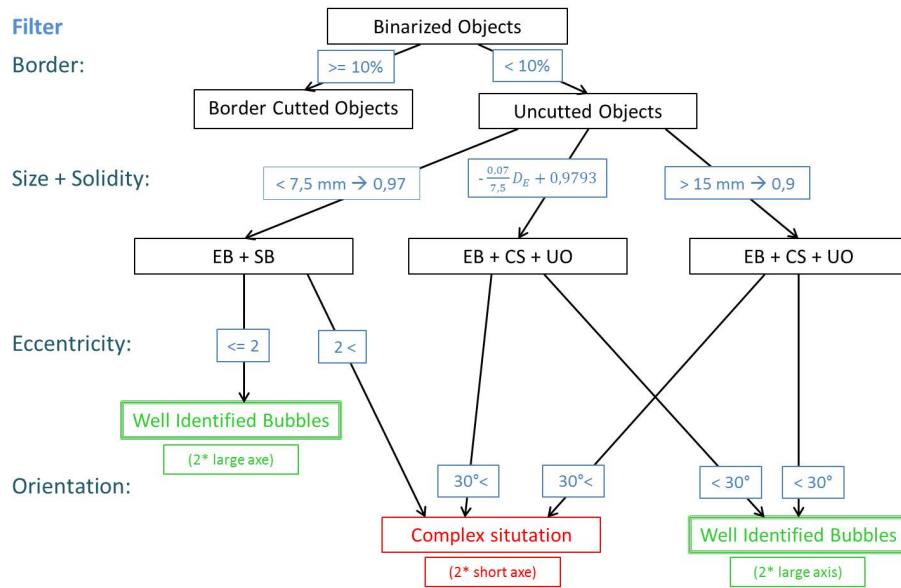 Filter
Binarized Objects
Border:
>= 10%
< 10%
Border Cutted Objects
Uncutted Objects
Size + Solidity:
< 7,5 mm → 0,97
- 0,07/7,5 D_E + 0,9793
> 15 mm → 0,9
EB + SB
EB + CS + UO
EB + CS + UO
Eccentricity:
<= 2
2 <
Well Identified Bubbles
(2* large axe)
Orientation:
30°<
30°<
< 30°
< 30°
Complex situtation
Well Identified Bubbles
(2* short axe)
(2* large axis)